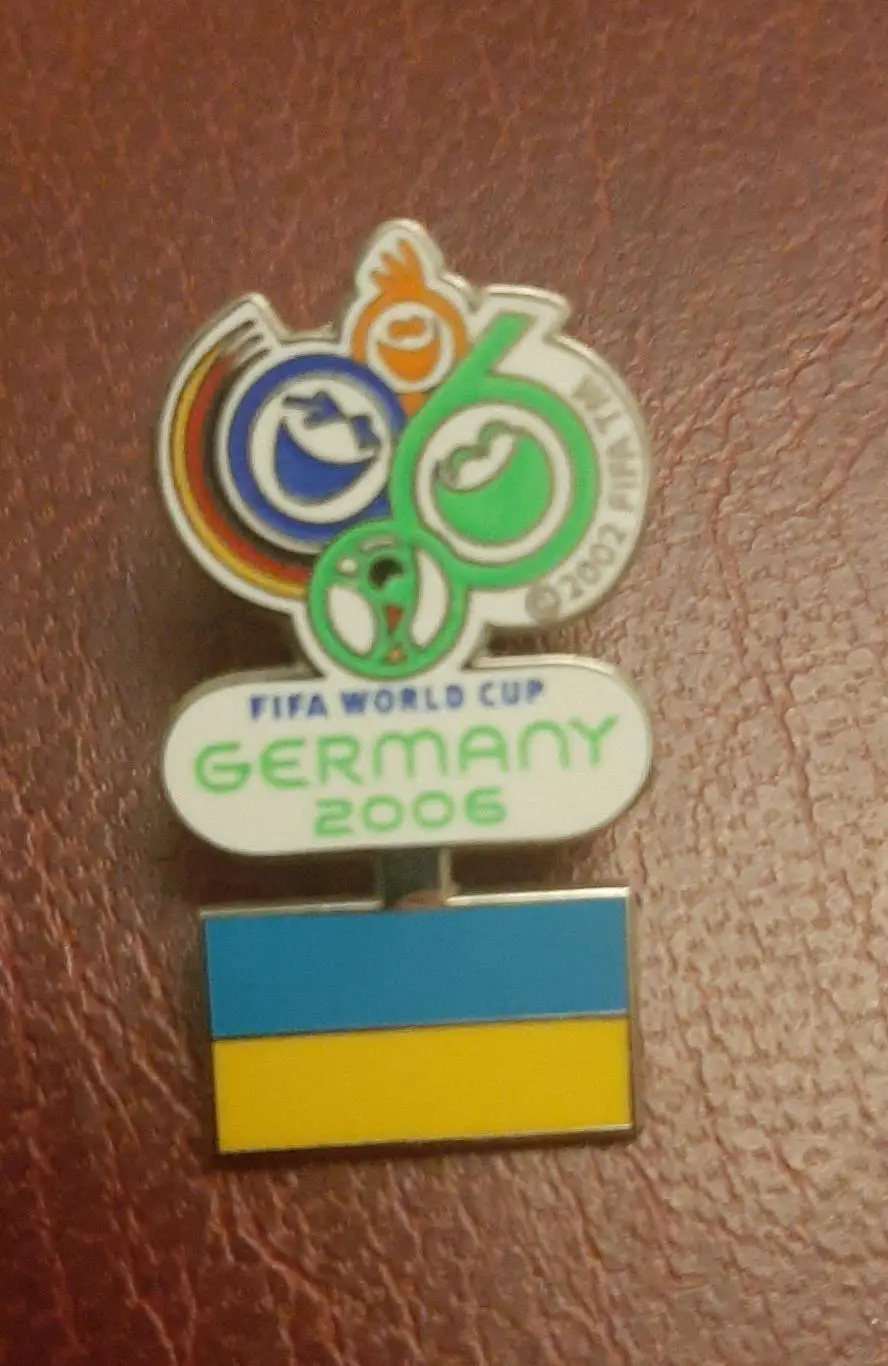 © 2002 FIFA TM
FIFA WORLD CUP
GERMANY
2006